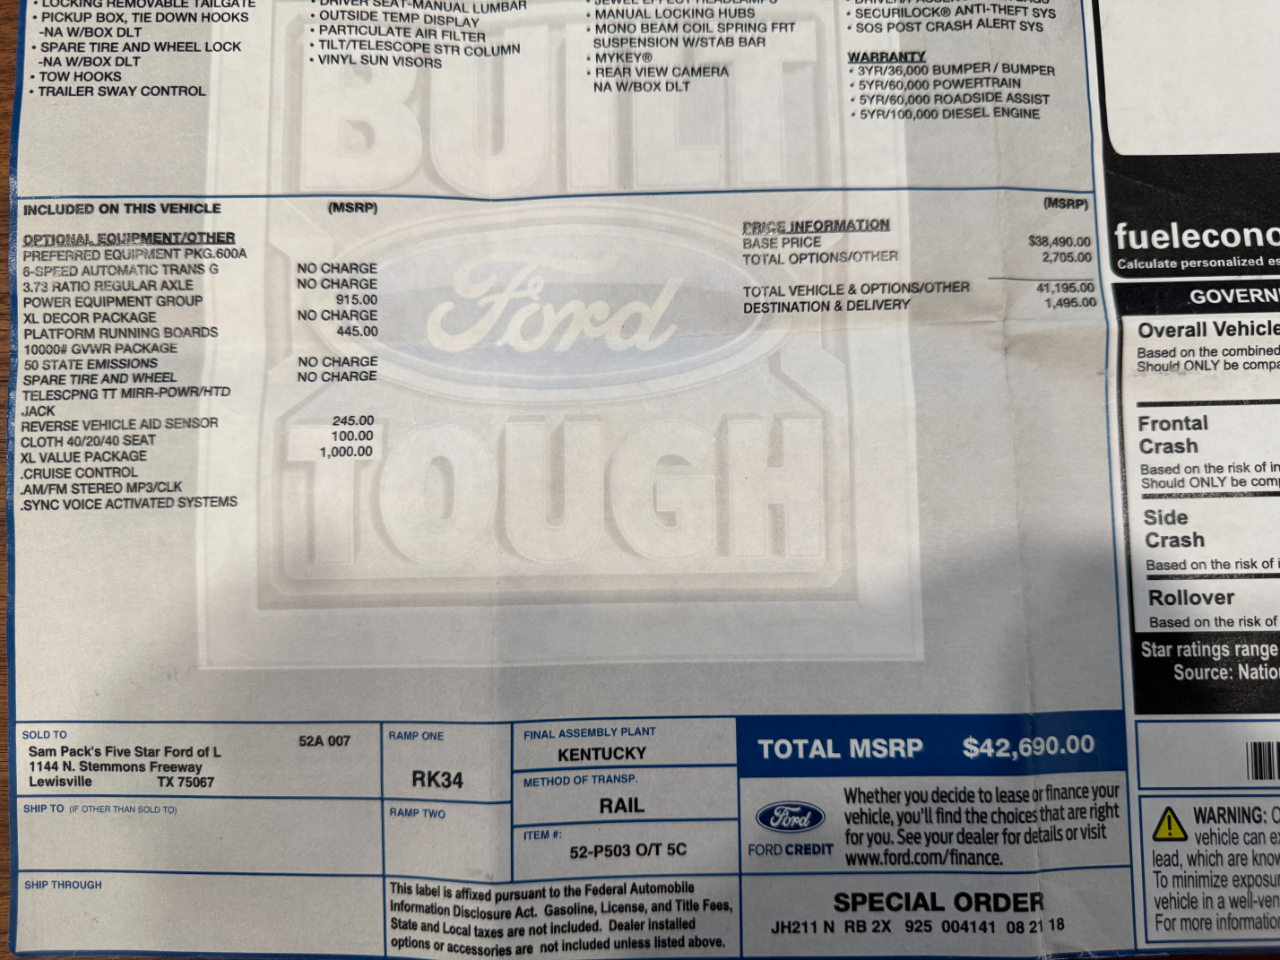 • LOCKING REMOVABLE TAILGATE
• PICKUP BOX, TIE DOWN HOOKS
-NA W/BOX DLT
• SPARE TIRE AND WHEEL LOCK
-NA W/BOX DLT
• TOW HOOKS
• TRAILER SWAY CONTROL
• DRIVER SEAT-MANUAL LUMBAR
• OUTSIDE TEMP DISPLAY
• PARTICULATE AIR FILTER
• TILT/TELESCOPE STR COLUMN
• VINYL SUN VISORS
• JEWEL EFFECT HEADLAMPS
• MANUAL LOCKING HUBS
• MONO BEAM COIL SPRING FRT
SUSPENSION W/STAB BAR
• MYKEY®
• REAR VIEW CAMERA
NA W/BOX DLT
• SECURILOCK® ANTI-THEFT SYS
• SOS POST CRASH ALERT SYS
WARRANTY
• 3YR/36,000 BUMPER / BUMPER
• 5YR/60,000 POWERTRAIN
• 5YR/60,000 ROADSIDE ASSIST
• 5YR/100,000 DIESEL ENGINE
BUILT
Ford
TOUGH
INCLUDED ON THIS VEHICLE (MSRP)
OPTIONAL EQUIPMENT/OTHER
PREFERRED EQUIPMENT PKG.600A
6-SPEED AUTOMATIC TRANS G NO CHARGE
3.73 RATIO REGULAR AXLE NO CHARGE
POWER EQUIPMENT GROUP 915.00
XL DECOR PACKAGE NO CHARGE
PLATFORM RUNNING BOARDS 445.00
10000# GVWR PACKAGE
50 STATE EMISSIONS NO CHARGE
SPARE TIRE AND WHEEL NO CHARGE
TELESCPNG TT MIRR-POWR/HTD
JACK
REVERSE VEHICLE AID SENSOR 245.00
CLOTH 40/20/40 SEAT 100.00
XL VALUE PACKAGE 1,000.00
.CRUISE CONTROL
.AM/FM STEREO MP3/CLK
.SYNC VOICE ACTIVATED SYSTEMS
(MSRP)
PRICE INFORMATION
BASE PRICE $38,490.00
TOTAL OPTIONS/OTHER 2,705.00
TOTAL VEHICLE & OPTIONS/OTHER 41,195.00
DESTINATION & DELIVERY 1,495.00
fuelecono
Calculate personalized es
GOVERN
Overall Vehicle
Based on the combined
Should ONLY be compa
Frontal
Crash
Based on the risk of in
Should ONLY be comp
Side
Crash
Based on the risk of i
Rollover
Based on the risk of
Star ratings range
Source: Natio
SOLD TO 52A 007
Sam Pack's Five Star Ford of L
1144 N. Stemmons Freeway
Lewisville TX 75067
SHIP TO (IF OTHER THAN SOLD TO)
SHIP THROUGH
RAMP ONE
RK34
RAMP TWO
FINAL ASSEMBLY PLANT
KENTUCKY
METHOD OF TRANSP.
RAIL
ITEM #:
52-P503 O/T 5C
This label is affixed pursuant to the Federal Automobile
Information Disclosure Act. Gasoline, License, and Title Fees,
State and Local taxes are not included. Dealer installed
options or accessories are not included unless listed above.
TOTAL MSRP $42,690.00
Ford
FORD CREDIT
Whether you decide to lease or finance your
vehicle, you'll find the choices that are right
for you. See your dealer for details or visit
www.ford.com/finance.
SPECIAL ORDER
JH211 N RB 2X 925 004141 08 21 18
WARNING: O
vehicle can ex
lead, which are know
To minimize exposur
vehicle in a well-ven
For more information